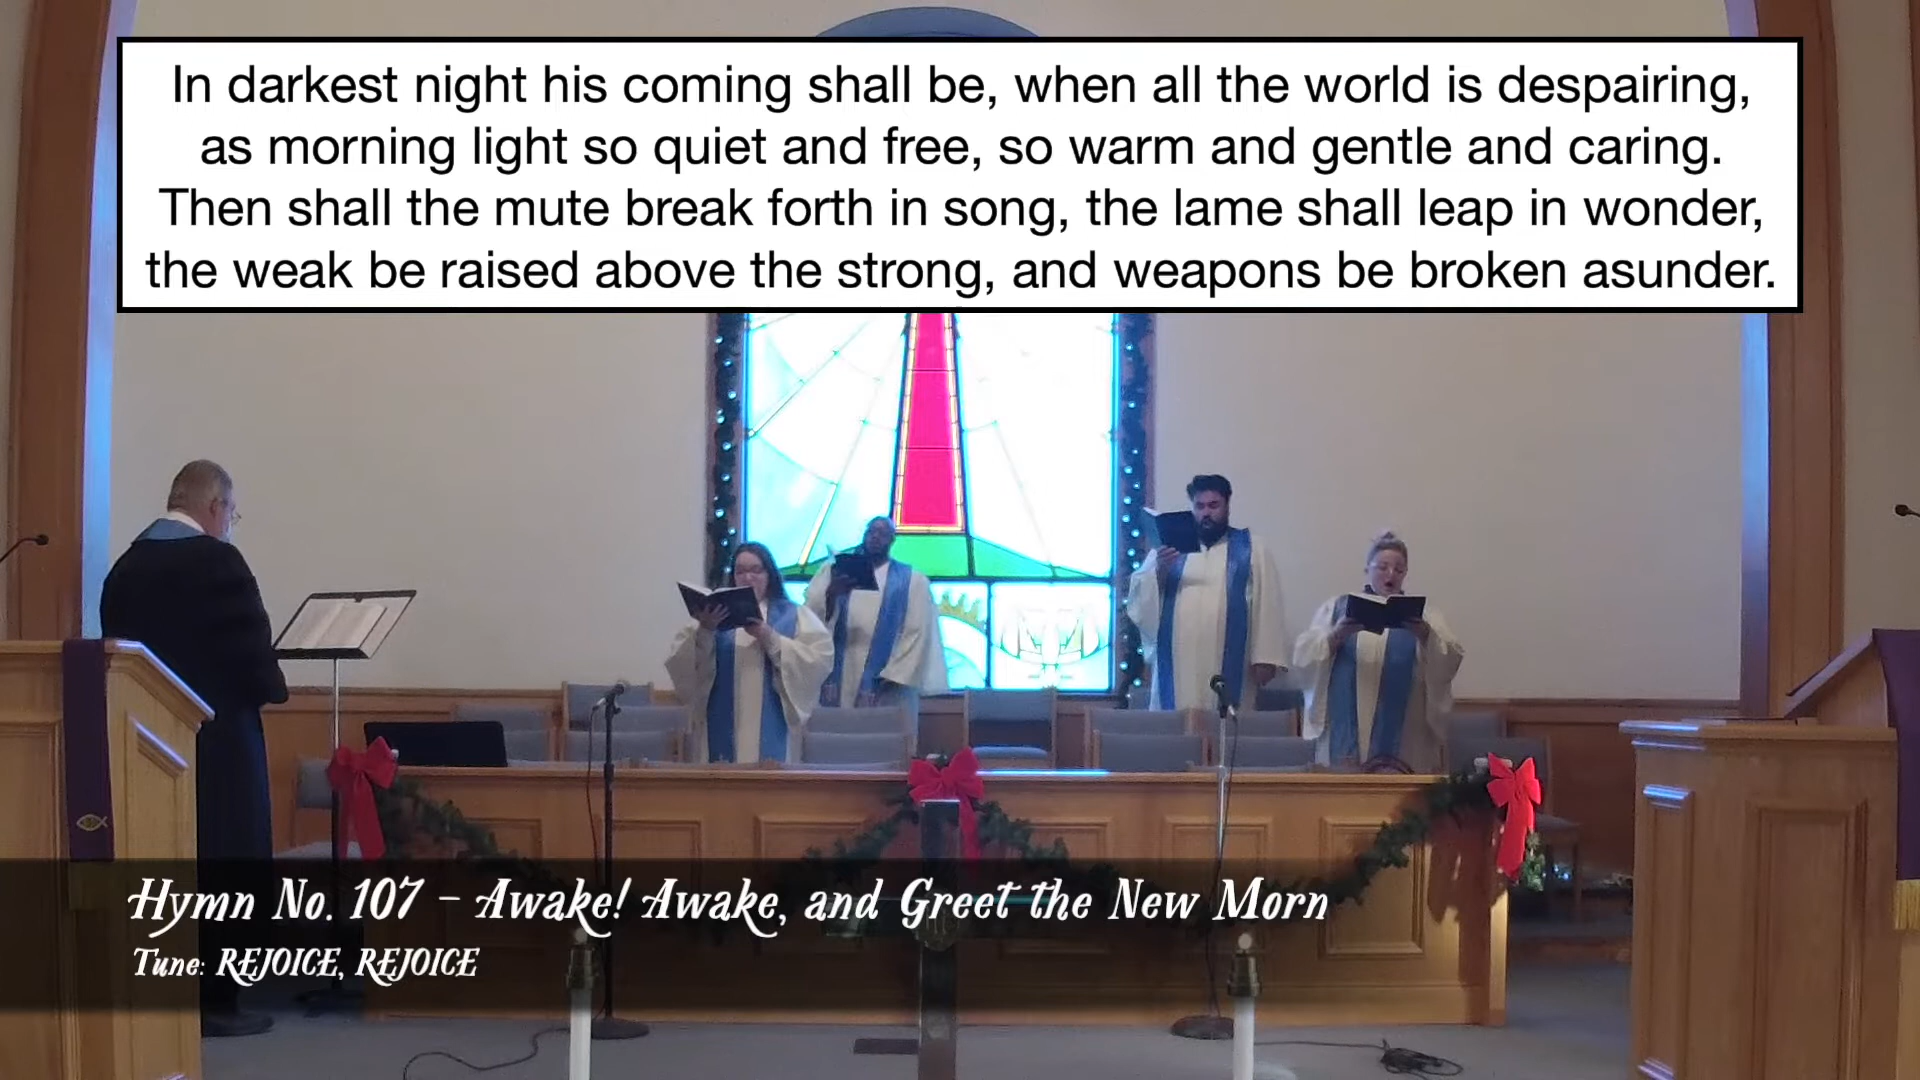 In darkest night his coming shall be, when all the world is despairing,
as morning light so quiet and free, so warm and gentle and caring.
Then shall the mute break forth in song, the lame shall leap in wonder,
the weak be raised above the strong, and weapons be broken asunder.
Hymn No. 107 – Awake! Awake, and Greet the New Morn
Tune: REJOICE, REJOICE